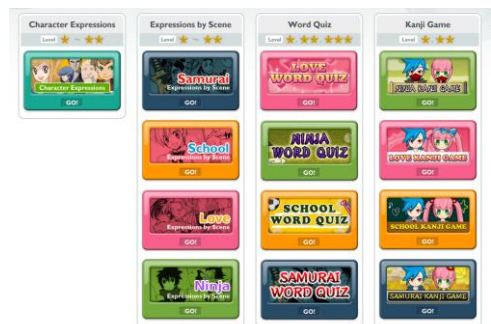 Character Expressions
Level ★ ~ ★★
Character Expressions
GO!
Expressions by Scene
Level ★ ~ ★★
Samurai
Expressions by Scene
GO!
School
Expressions by Scene
GO!
Love
Expressions by Scene
GO!
Ninja
Expressions by Scene
GO!
Word Quiz
Level ★.★★.★★★
LOVE
WORD QUIZ
GO!
NINJA
WORD QUIZ
GO!
SCHOOL
WORD QUIZ
GO!
SAMURAI
WORD QUIZ
GO!
Kanji Game
Level ★.★★
NINJA KANJI GAME
GO!
LOVE KANJI GAME
GO!
SCHOOL KANJI GAME
GO!
SAMURAI KANJI GAME
GO!